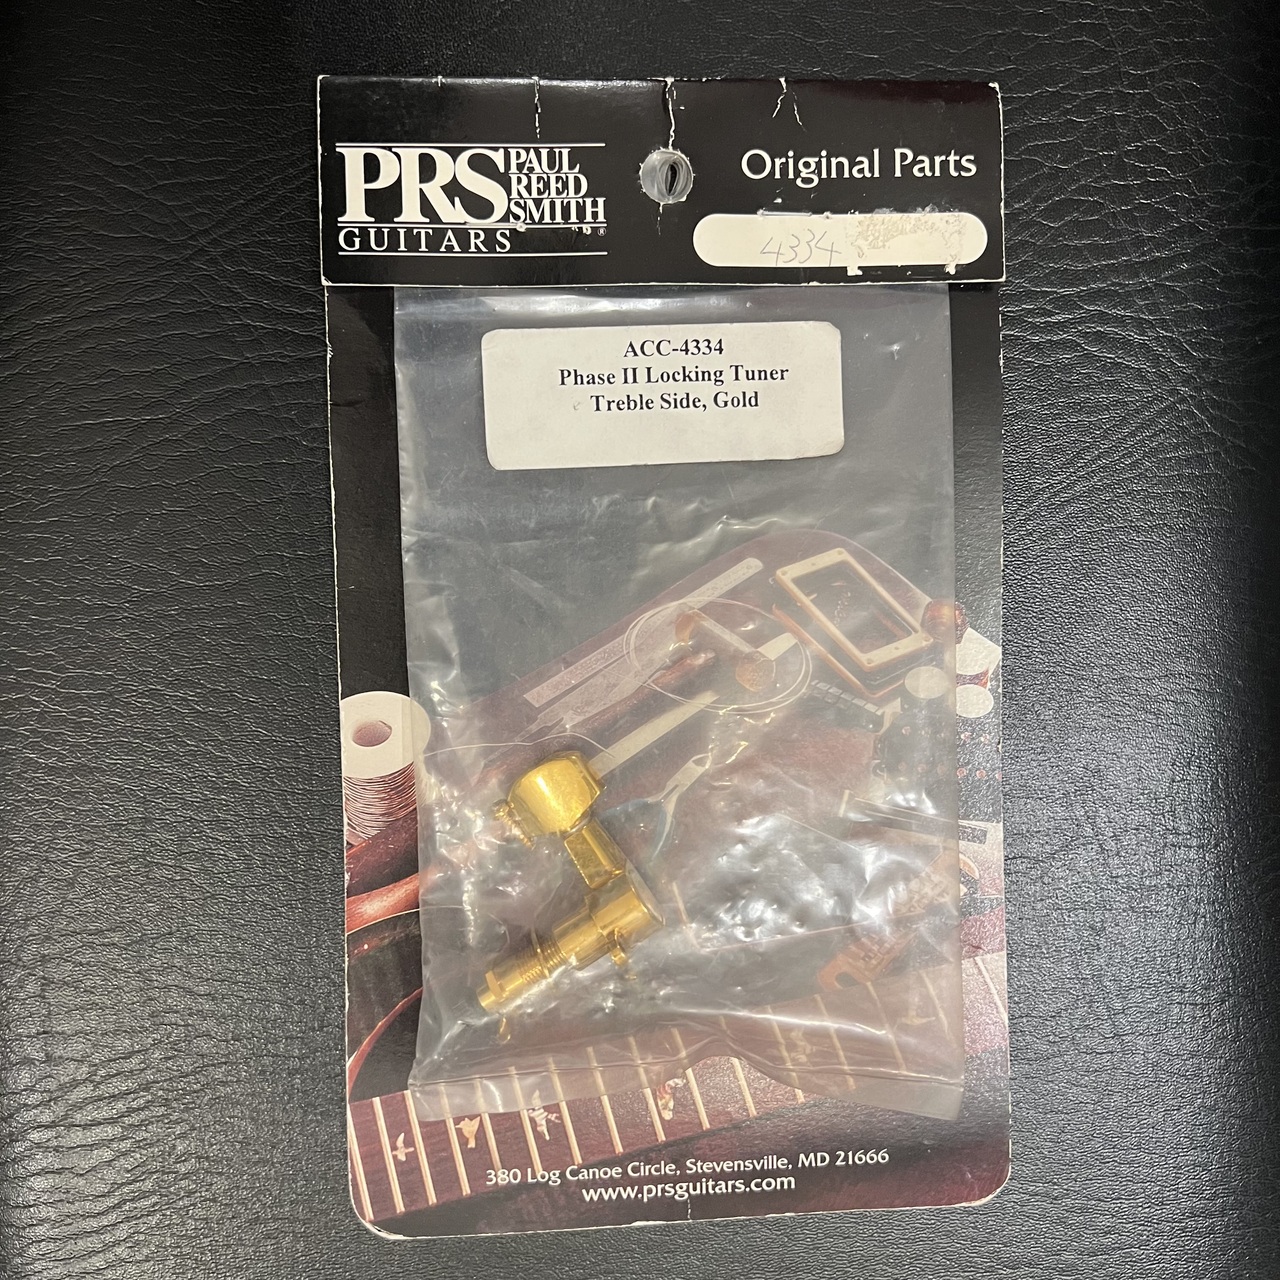 PRS PAUL REED SMITH
GUITARS
Original Parts
4334
ACC-4334
Phase II Locking Tuner
Treble Side, Gold
380 Log Canoe Circle, Stevensville, MD 21666
www.prsguitars.com